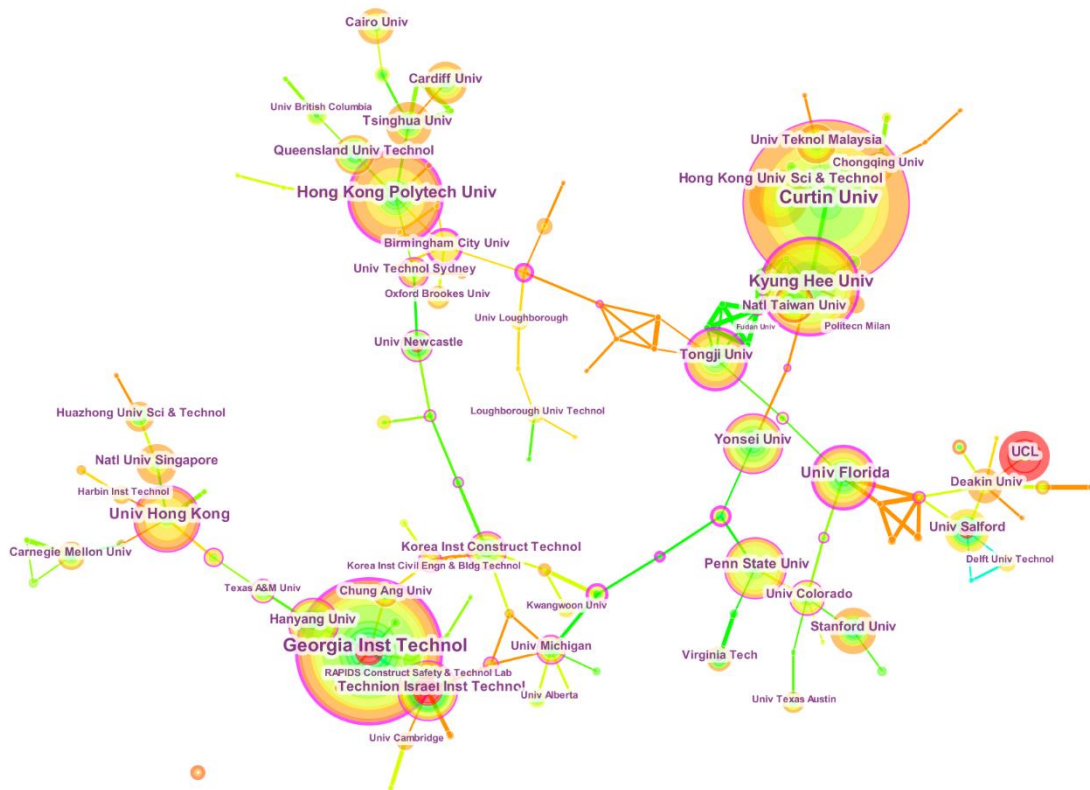 Cairo Univ
Cardiff Univ
Univ British Columbia
Tsinghua Univ
Queensland Univ Technol
Hong Kong Polytech Univ
Birmingham City Univ
Univ Technol Sydney
Oxford Brookes Univ
Univ Loughborough
Univ Newcastle
Loughborough Univ Technol
Univ Teknol Malaysia
Chongqing Univ
Hong Kong Univ Sci & Technol
Curtin Univ
Kyung Hee Univ
Natl Taiwan Univ
Fudan Univ
Politecn Milan
Tongji Univ
Yonsei Univ
Univ Florida
UCL
Deakin Univ
Univ Salford
Delft Univ Technol
Huazhong Univ Sci & Technol
Natl Univ Singapore
Harbin Inst Technol
Univ Hong Kong
Carnegie Mellon Univ
Texas A&M Univ
Hanyang Univ
Korea Inst Construct Technol
Korea Inst Civil Engn & Bldg Technol
Chung Ang Univ
Kwangwoon Univ
Georgia Inst Technol
RAPIDS Construct Safety & Technol Lab
Technion Israel Inst Technol
Univ Cambridge
Univ Michigan
Univ Alberta
Penn State Univ
Univ Colorado
Stanford Univ
Virginia Tech
Univ Texas Austin